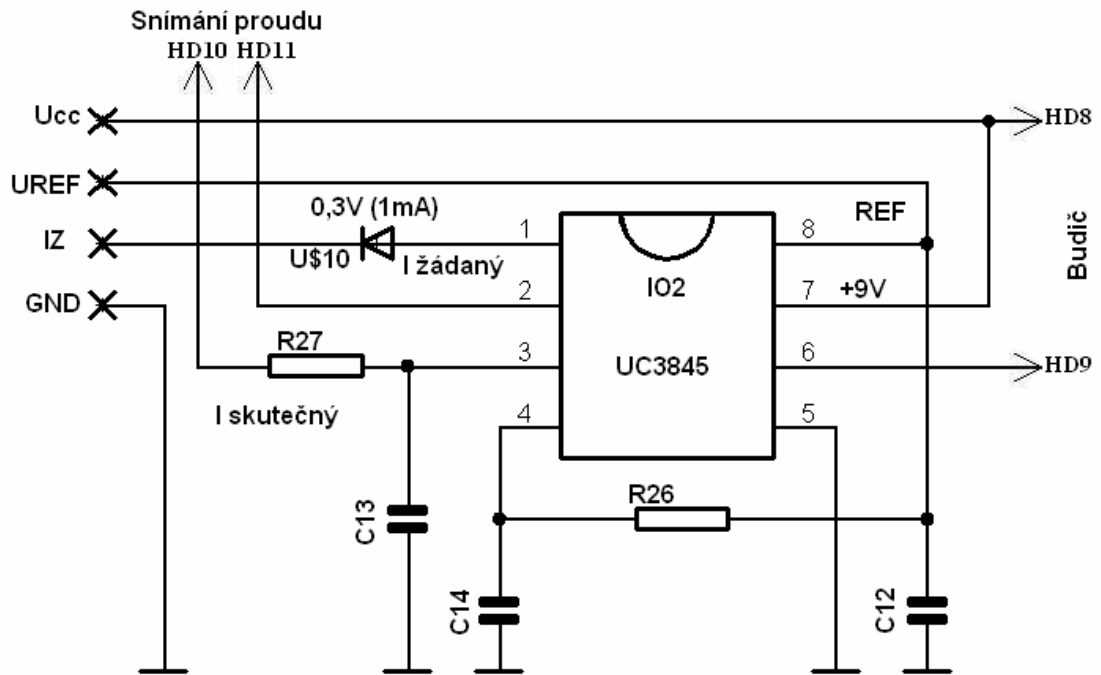 Snímání proudu
HD10 HD11
Ucc
HD8
UREF
0,3V (1mA)
REF
IZ
1
8
U$10
I žádaný
IO2
Budič
GND
2
7
+9V
R27
3
UC3845
6
HD9
I skutečný
4
5
R26
C13
C14
C12